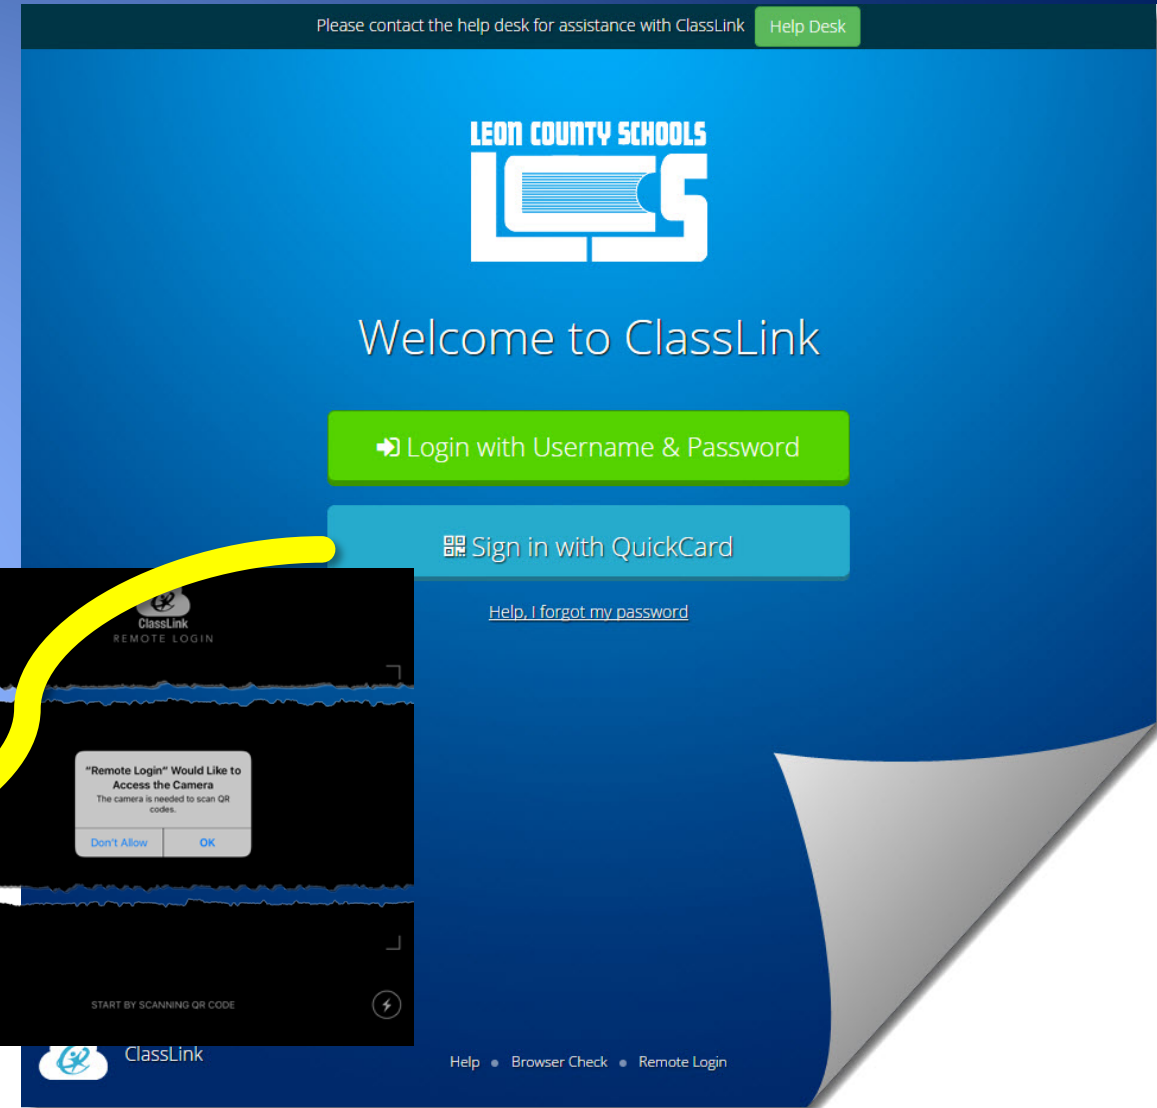 Please contact the help desk for assistance with ClassLink Help Desk
LEON COUNTY SCHOOLS
LCS
Welcome to ClassLink
Login with Username & Password
Sign in with QuickCard
Help, I forgot my password
ClassLink
REMOTE LOGIN
"Remote Login" Would Like to
Access the Camera
The camera is needed to scan QR
codes.
Don't Allow OK
START BY SCANNING QR CODE
ClassLink
Help • Browser Check • Remote Login